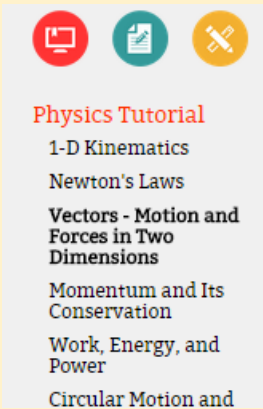 Physics Tutorial
1-D Kinematics
Newton's Laws
Vectors - Motion and
Forces in Two
Dimensions
Momentum and Its
Conservation
Work, Energy, and
Power
Circular Motion and